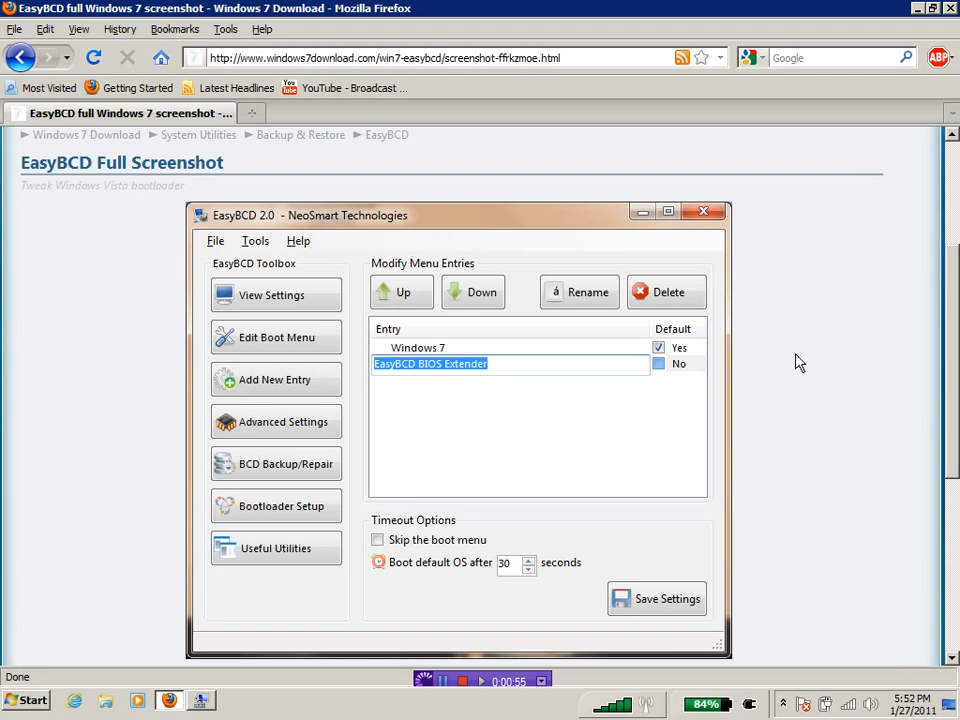 EasyBCD full Windows 7 screenshot - Windows 7 Download - Mozilla Firefox
File Edit View History Bookmarks Tools Help
http://www.windows7download.com/win7-easybcd/screenshot-ffrkzmoe.html
Google
ABP
Most Visited Getting Started Latest Headlines YouTube - Broadcast ...
EasyBCD full Windows 7 screenshot -...
Windows 7 Download System Utilities Backup & Restore EasyBCD
EasyBCD Full Screenshot
Tweak Windows Vista bootloader
EasyBCD 2.0 - NeoSmart Technologies
File Tools Help
EasyBCD Toolbox
View Settings
Edit Boot Menu
Add New Entry
Advanced Settings
BCD Backup/Repair
Bootloader Setup
Useful Utilities
Modify Menu Entries
Up Down á Rename Delete
Entry Default
Windows 7 Yes
EasyBCD BIOS Extender No
Timeout Options
Skip the boot menu
Boot default OS after 30 seconds
Save Settings
Done
0:00:55
Start
84%
5:52 PM
1/27/2011